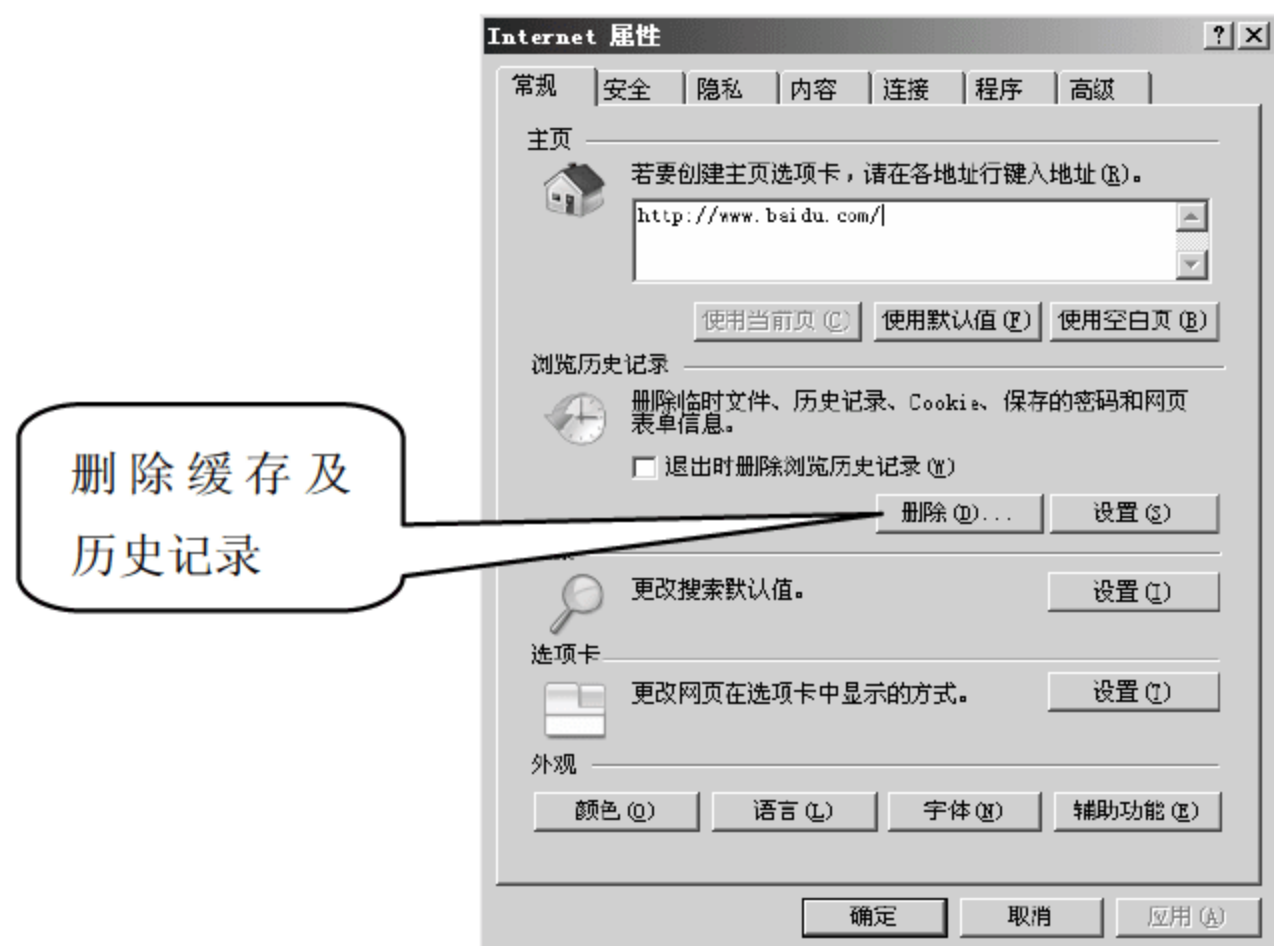 Internet 属性
常规 安全 隐私 内容 连接 程序 高级
主页
若要创建主页选项卡，请在各地址行键入地址(R)。
http://www.baidu.com/
使用当前页(C) 使用默认值(F) 使用空白页(B)
浏览历史记录
删除临时文件、历史记录、Cookie、保存的密码和网页
表单信息。
退出时删除浏览历史记录(W)
删除(D)... 设置(S)
删除缓存及
历史记录
更改搜索默认值。 设置(I)
选项卡
更改网页在选项卡中显示的方式。 设置(T)
外观
颜色(O) 语言(L) 字体(N) 辅助功能(E)
确定 取消 应用(A)